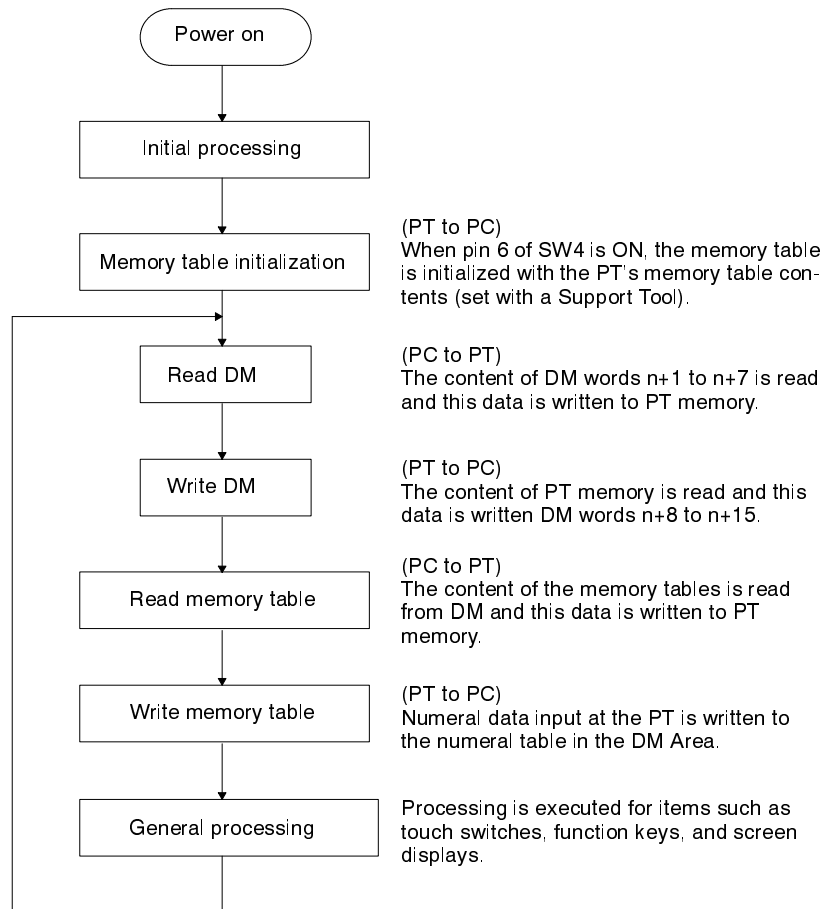 Power on
Initial processing
Memory table initialization
(PT to PC)
When pin 6 of SW4 is ON, the memory table
is initialized with the PT's memory table con-
tents (set with a Support Tool).
Read DM
(PC to PT)
The content of DM words n+1 to n+7 is read
and this data is written to PT memory.
Write DM
(PT to PC)
The content of PT memory is read and this
data is written DM words n+8 to n+15.
Read memory table
(PC to PT)
The content of the memory tables is read
from DM and this data is written to PT
memory.
Write memory table
(PT to PC)
Numeral data input at the PT is written to
the numeral table in the DM Area.
General processing
Processing is executed for items such as
touch switches, function keys, and screen
displays.